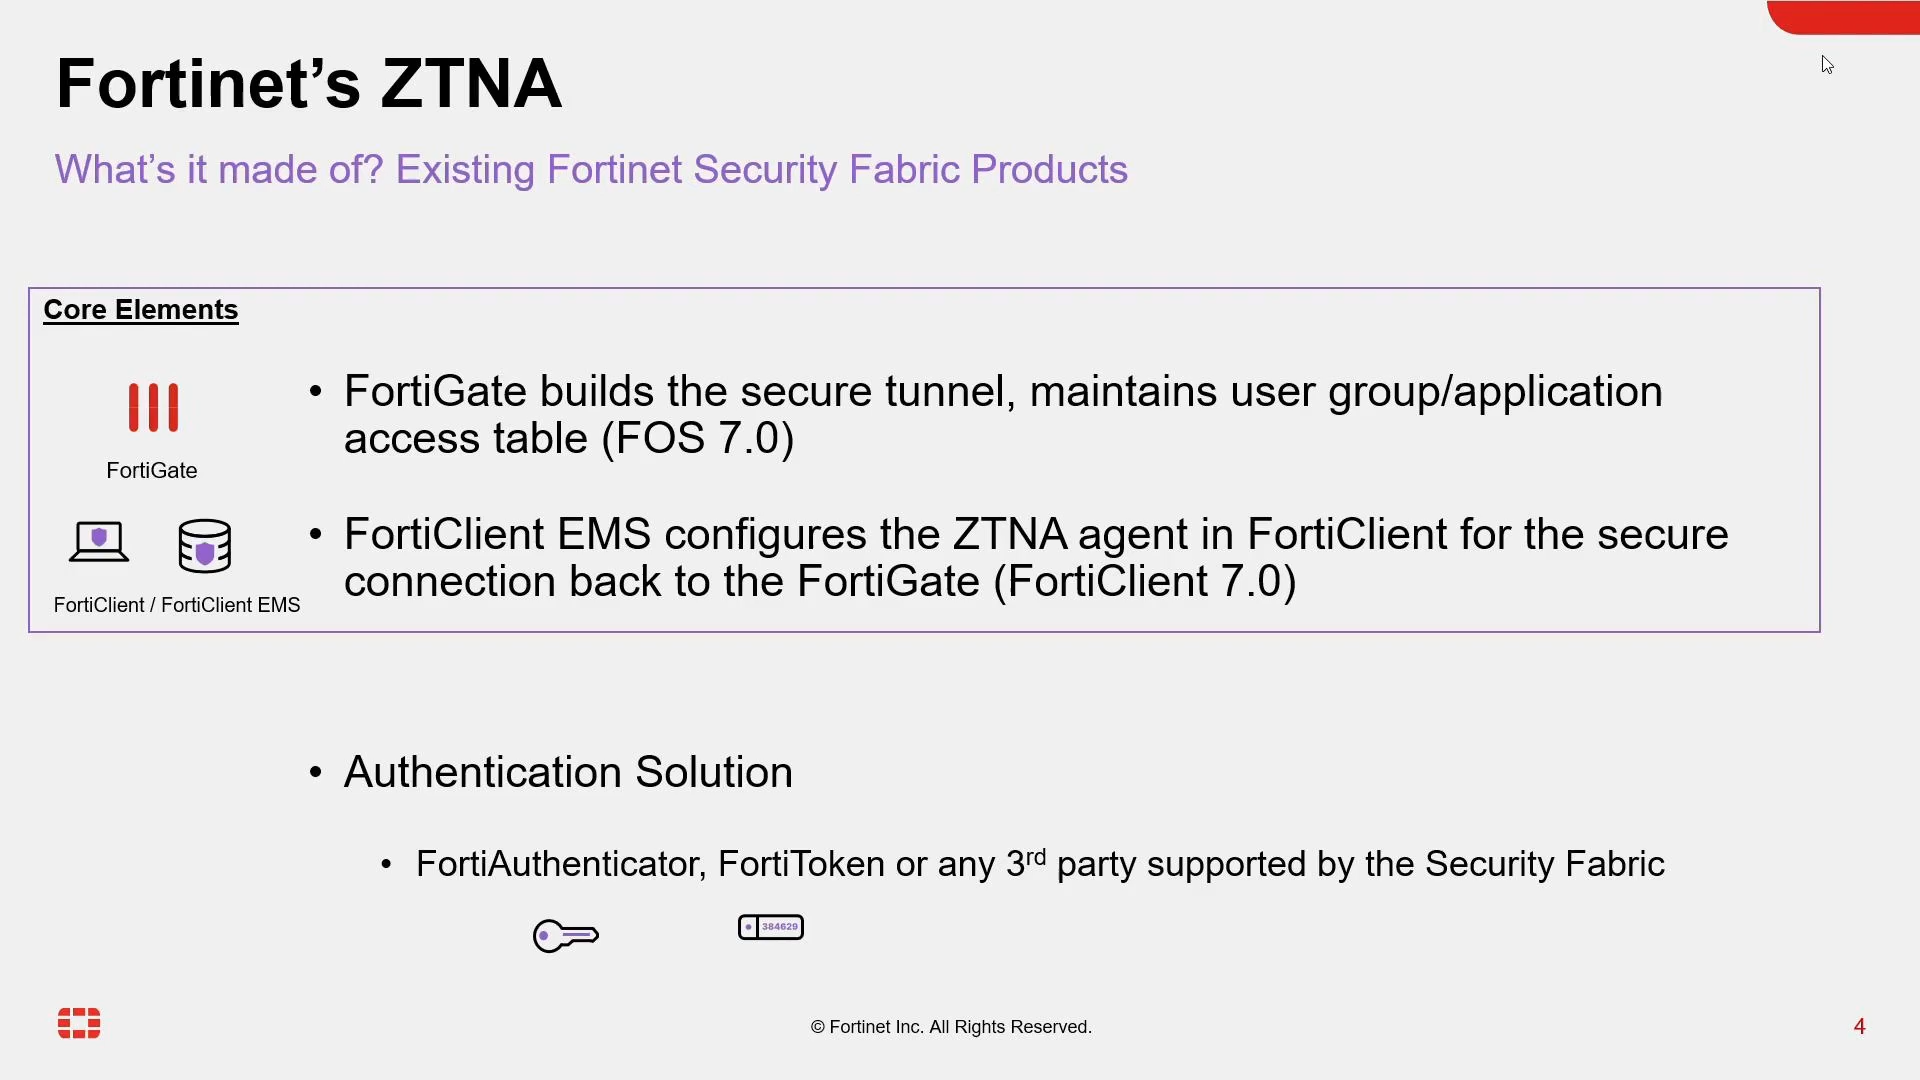 Fortinet’s ZTNA
What’s it made of? Existing Fortinet Security Fabric Products
Core Elements
FortiGate
• FortiGate builds the secure tunnel, maintains user group/application
access table (FOS 7.0)
FortiClient / FortiClient EMS
• FortiClient EMS configures the ZTNA agent in FortiClient for the secure
connection back to the FortiGate (FortiClient 7.0)
• Authentication Solution
• FortiAuthenticator, FortiToken or any 3rd party supported by the Security Fabric
384629
© Fortinet Inc. All Rights Reserved.
4